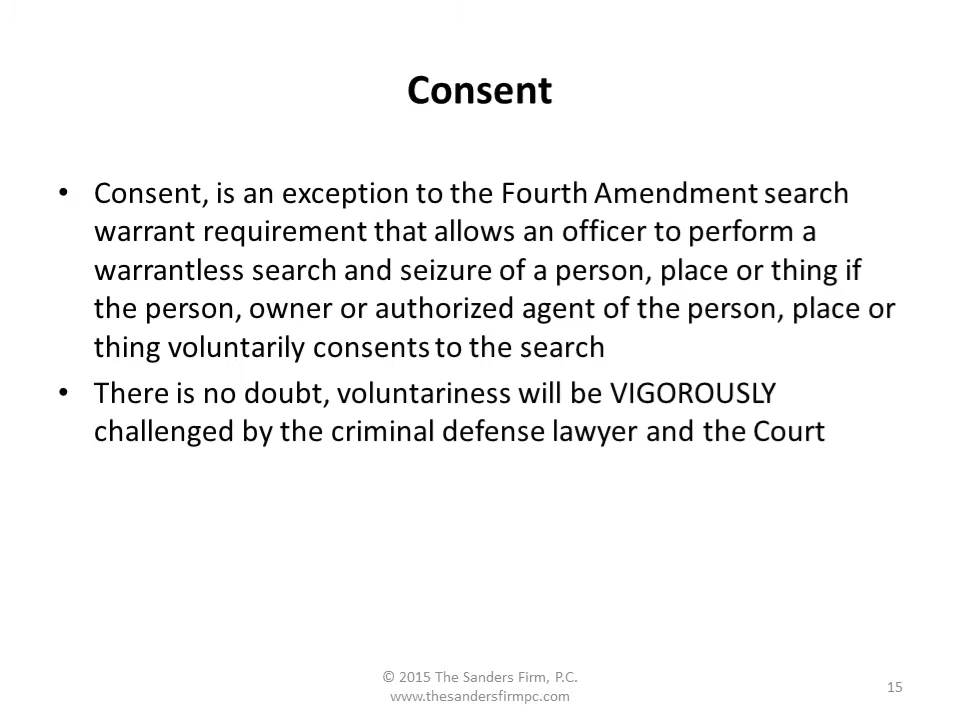 Consent
• Consent, is an exception to the Fourth Amendment search
warrant requirement that allows an officer to perform a
warrantless search and seizure of a person, place or thing if
the person, owner or authorized agent of the person, place or
thing voluntarily consents to the search
• There is no doubt, voluntariness will be VIGOROUSLY
challenged by the criminal defense lawyer and the Court
© 2015 The Sanders Firm, P.C.
www.thesandersfirmpc.com
15